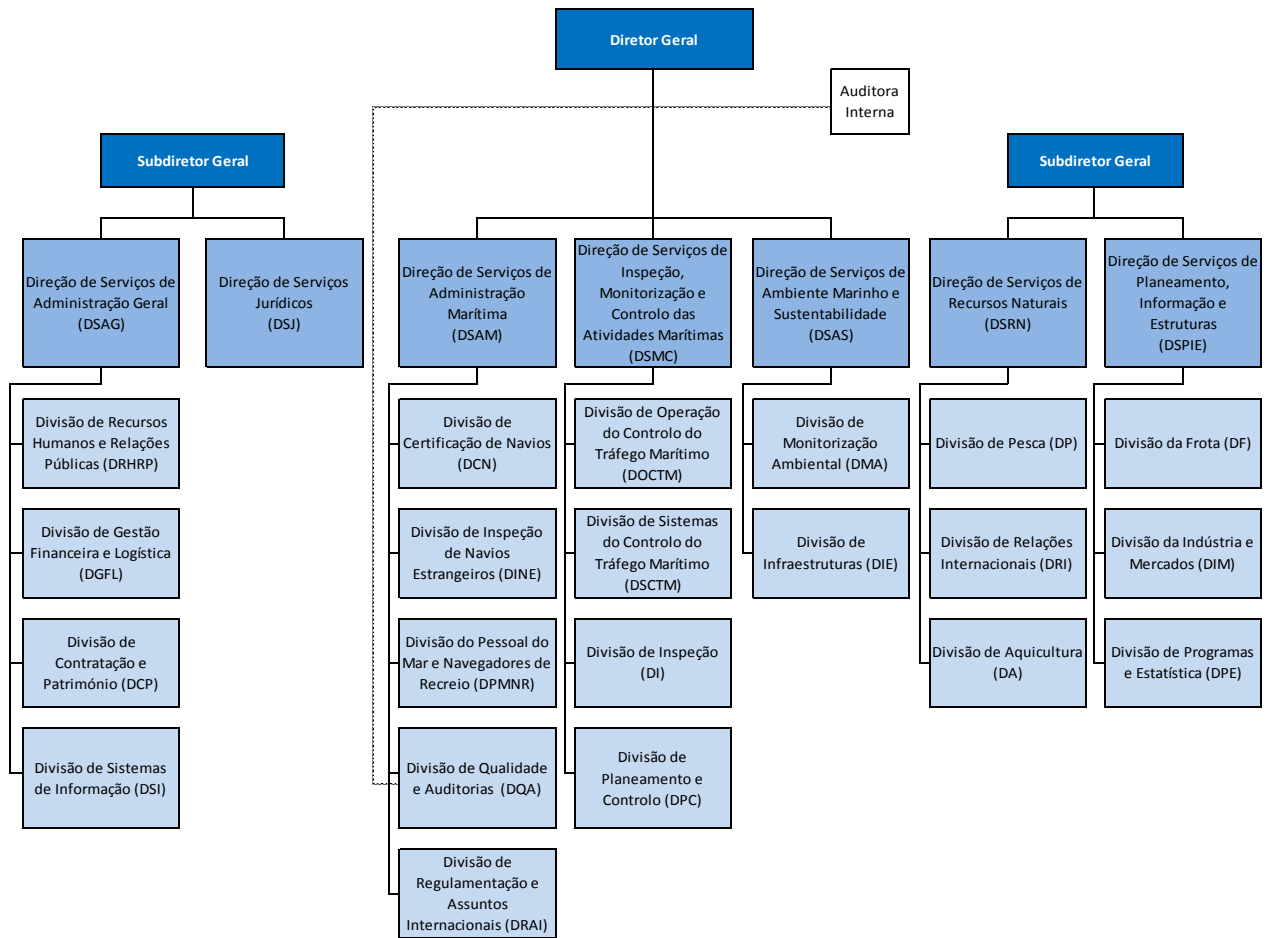 Diretor Geral
Auditora
Interna
Subdiretor Geral
Subdiretor Geral
Direção de Serviços de
Administração Geral
(DSAG)
Direção de Serviços
Jurídicos
(DSJ)
Direção de Serviços de
Administração
Marítima
(DSAM)
Direção de Serviços de
Inspeção,
Monitorização e
Controlo das
Atividades Marítimas
(DSMC)
Direção de Serviços de
Ambiente Marinho e
Sustentabilidade
(DSAS)
Direção de Serviços de
Recursos Naturais
(DSRN)
Direção de Serviços de
Planeamento,
Informação e
Estruturas
(DSPIE)
Divisão de Recursos
Humanos e Relações
Públicas (DRHRP)
Divisão de Gestão
Financeira e Logística
(DGFL)
Divisão de
Contratação e
Património (DCP)
Divisão de Sistemas
de Informação (DSI)
Divisão de
Certificação de Navios
(DCN)
Divisão de Inspeção
de Navios
Estrangeiros (DINE)
Divisão do Pessoal do
Mar e Navegadores de
Recreio (DPMNR)
Divisão de Qualidade
e Auditorias (DQA)
Divisão de
Regulamentação e
Assuntos
Internacionais (DRAI)
Divisão de Operação
do Controlo do
Tráfego Marítimo
(DOCTM)
Divisão de Sistemas
do Controlo do
Tráfego Marítimo
(DSCTM)
Divisão de Inspeção
(DI)
Divisão de
Planeamento e
Controlo (DPC)
Divisão de
Monitorização
Ambiental (DMA)
Divisão de
Infraestruturas (DIE)
Divisão de Pesca (DP)
Divisão de Relações
Internacionais (DRI)
Divisão de Aquicultura
(DA)
Divisão da Frota (DF)
Divisão da Indústria e
Mercados (DIM)
Divisão de Programas
e Estatística (DPE)